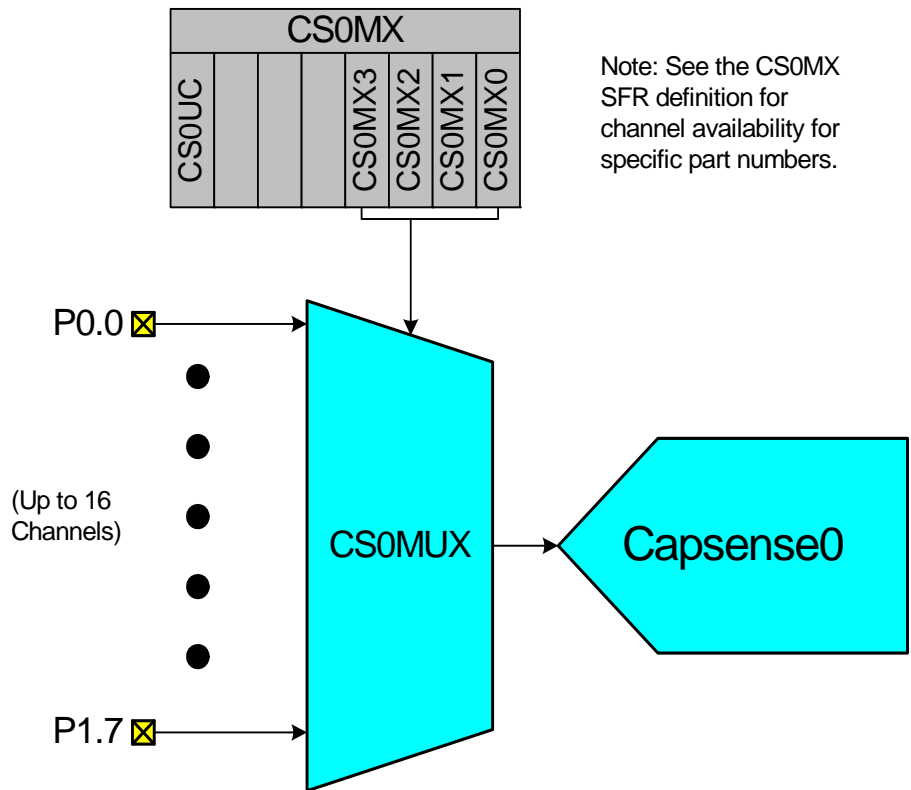 CS0MX
CS0UC
CS0MX3
CS0MX2
CS0MX1
CS0MX0
Note: See the CS0MX
SFR definition for
channel availability for
specific part numbers.
P0.0
(Up to 16
Channels)
CS0MUX
Capsense0
P1.7